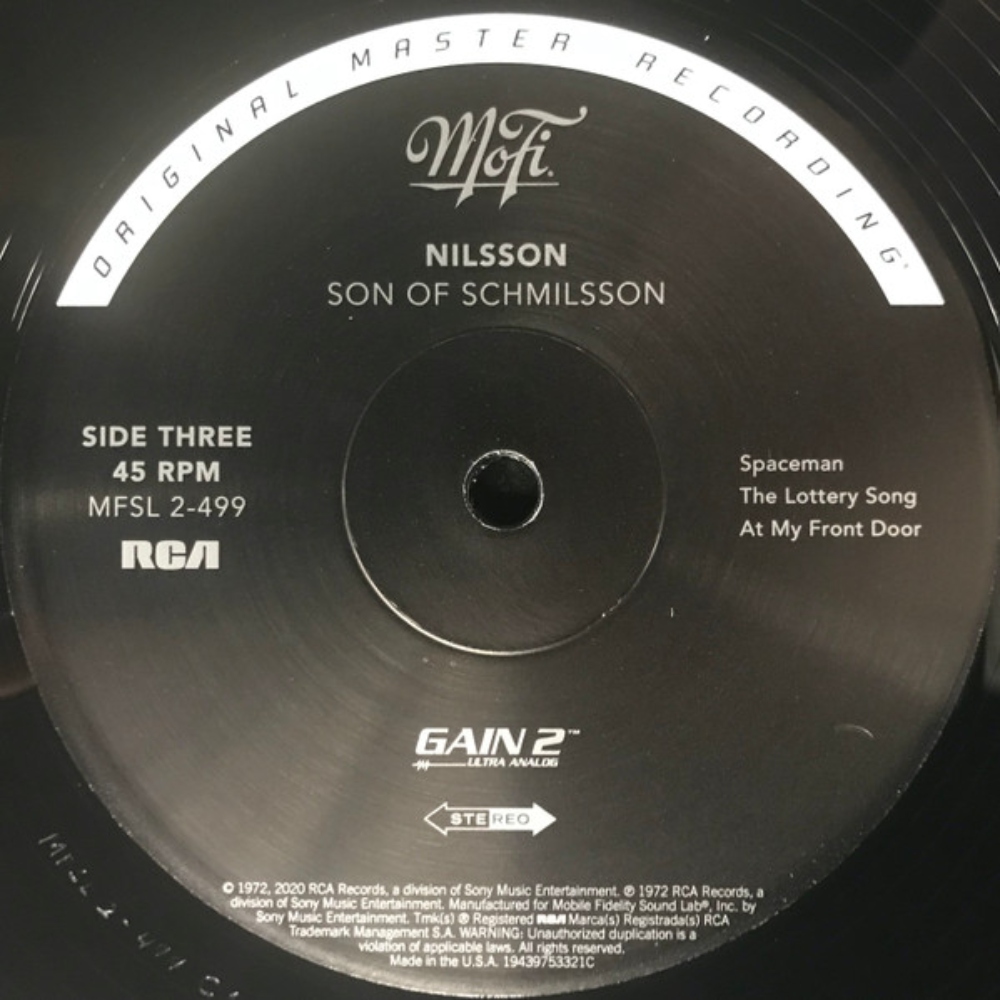 ORIGINAL MASTER RECORDING
MoFi
NILSSON
SON OF SCHMILSSON
SIDE THREE
45 RPM
MFSL 2-499
RCA
Spaceman
The Lottery Song
At My Front Door
GAIN 2™
ULTRA ANALOG
STEREO
© 1972, 2020 RCA Records, a division of Sony Music Entertainment. ℗ 1972 RCA Records, a
division of Sony Music Entertainment. Manufactured for Mobile Fidelity Sound Lab®, Inc. by
Sony Music Entertainment. Tmk(s) ® Registered RCA Marca(s) Registrada(s) RCA
Trademark Management S.A. WARNING: Unauthorized duplication is a
violation of applicable laws. All rights reserved.
Made in the U.S.A. 19439753321C